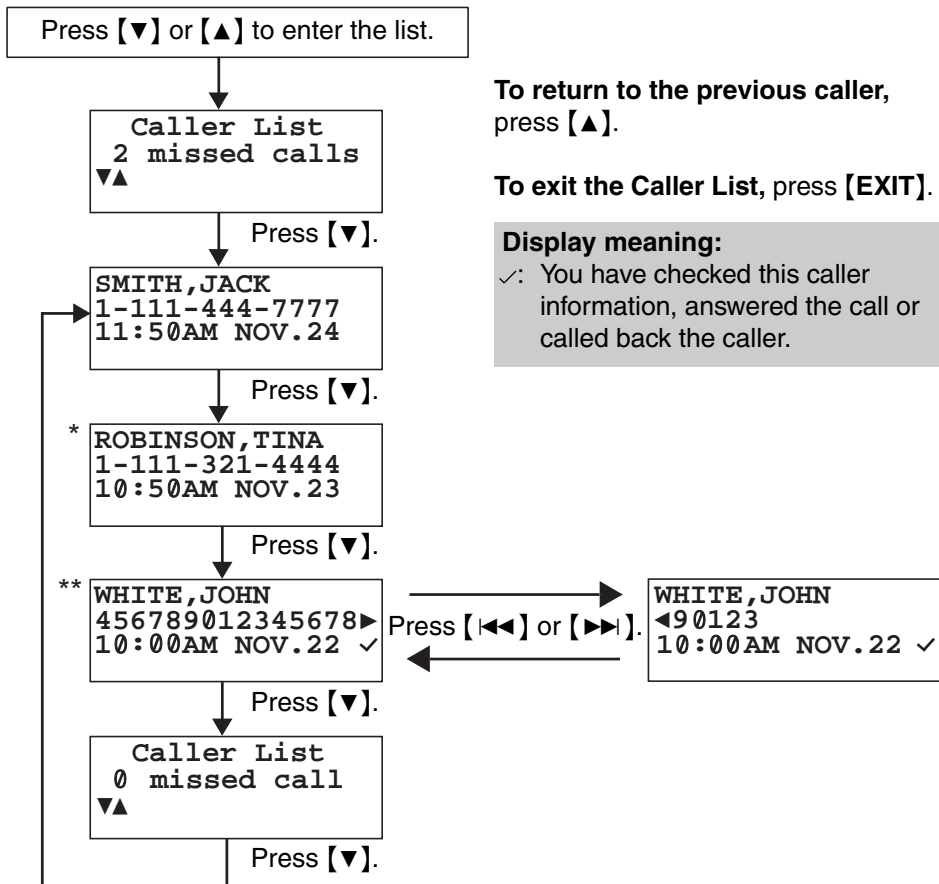 Press 【▼】 or 【▲】 to enter the list.
Caller List
2 missed calls
▼▲
Press 【▼】.
SMITH,JACK
1-111-444-7777
11:50AM NOV.24
Press 【▼】.
*
ROBINSON,TINA
1-111-321-4444
10:50AM NOV.23
Press 【▼】.
**
WHITE,JOHN
456789012345678▶
10:00AM NOV.22 ✓
Press 【⏮】 or 【⏭】.
WHITE,JOHN
◀90123
10:00AM NOV.22 ✓
Press 【▼】.
Caller List
0 missed call
▼▲
Press 【▼】.
To return to the previous caller,
press 【▲】.
To exit the Caller List, press 【EXIT】.
Display meaning:
✓: You have checked this caller
information, answered the call or
called back the caller.